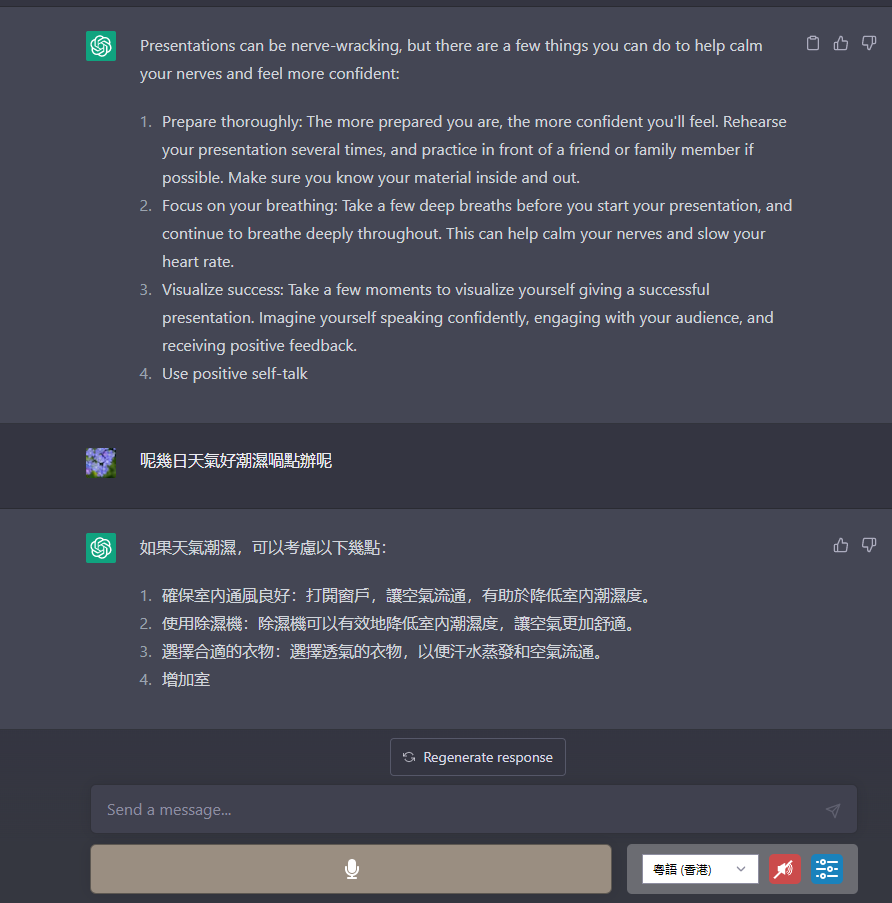 Presentations can be nerve-wracking, but there are a few things you can do to help calm
your nerves and feel more confident:
1. Prepare thoroughly: The more prepared you are, the more confident you'll feel. Rehearse
your presentation several times, and practice in front of a friend or family member if
possible. Make sure you know your material inside and out.
2. Focus on your breathing: Take a few deep breaths before you start your presentation, and
continue to breathe deeply throughout. This can help calm your nerves and slow your
heart rate.
3. Visualize success: Take a few moments to visualize yourself giving a successful
presentation. Imagine yourself speaking confidently, engaging with your audience, and
receiving positive feedback.
4. Use positive self-talk
呢幾日天氣好潮濕喎點辦呢
如果天氣潮濕，可以考慮以下幾點：
1. 確保室內通風良好：打開窗戶，讓空氣流通，有助於降低室內潮濕度。
2. 使用除濕機：除濕機可以有效地降低室內潮濕度，讓空氣更加舒適。
3. 選擇合適的衣物：選擇透氣的衣物，以便汗水蒸發和空氣流通。
4. 增加室
Regenerate response
Send a message...
粵語 (香港)